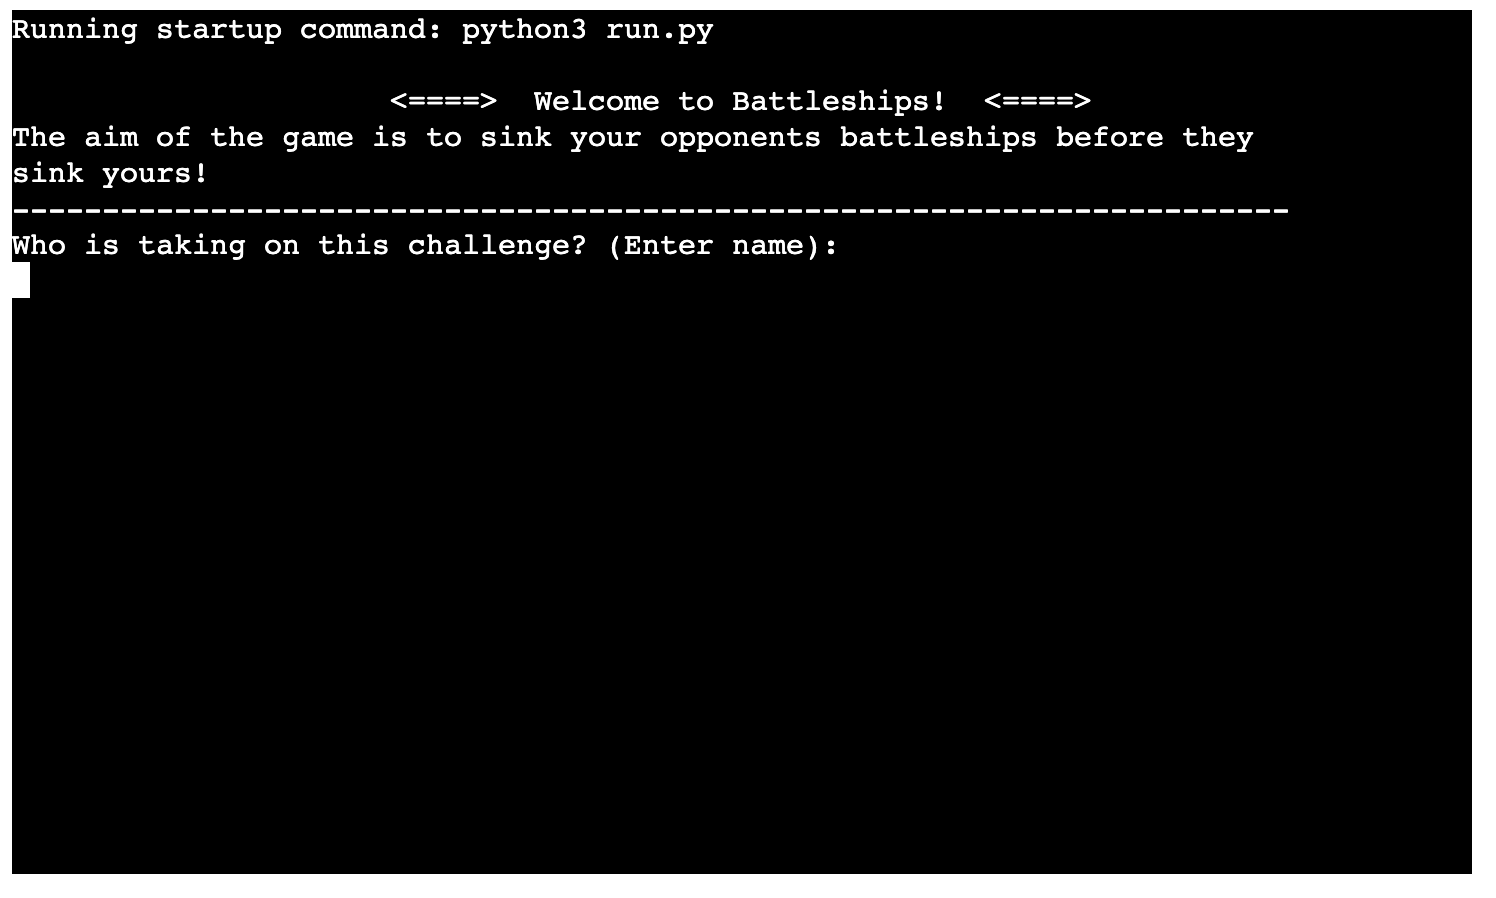 Running startup command: python3 run.py
<====>  Welcome to Battleships!  <====>
The aim of the game is to sink your opponents battleships before they
sink yours!
-----------------------------------------------------------------------
Who is taking on this challenge? (Enter name):